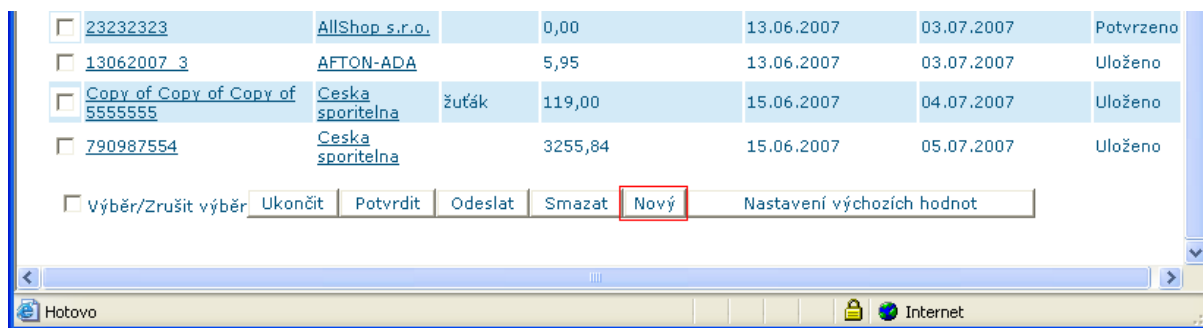 23232323 AllShop s.r.o. 0,00 13.06.2007 03.07.2007 Potvrzeno
13062007_3 AFTON-ADA 5,95 13.06.2007 03.07.2007 Uloženo
Copy of Copy of Copy of 5555555 Ceska sporitelna žuťák 119,00 15.06.2007 04.07.2007 Uloženo
790987554 Ceska sporitelna 3255,84 15.06.2007 05.07.2007 Uloženo
Výběr/Zrušit výběr Ukončit Potvrdit Odeslat Smazat Nový Nastavení výchozích hodnot
Hotovo Internet